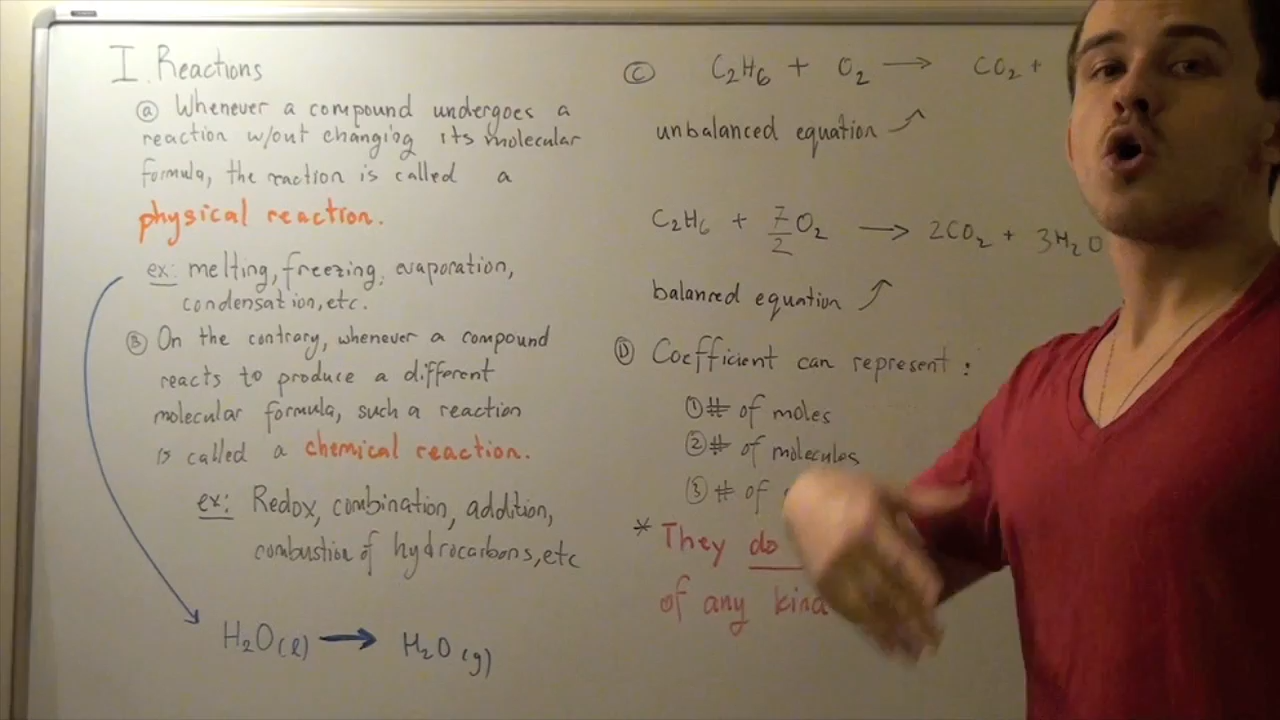 I. Reactions
ⓐ Whenever a compound undergoes a
reaction w/out changing its molecular
formula, the reaction is called a
physical reaction.
ex: melting, freezing, evaporation,
condensation, etc.
Ⓑ On the contrary, whenever a compound
reacts to produce a different
molecular formula, such a reaction
is called a chemical reaction.
ex: Redox, combination, addition,
combustion of hydrocarbons, etc
H₂O(l) → H₂O(g)
Ⓒ C₂H₆ + O₂ → CO₂ +
unbalanced equation
C₂H₆ + 7/2 O₂ → 2CO₂ + 3H₂O
balanced equation
Ⓓ Coefficient can represent:
① # of moles
② # of molecules
③ # of
* They do
of any kind